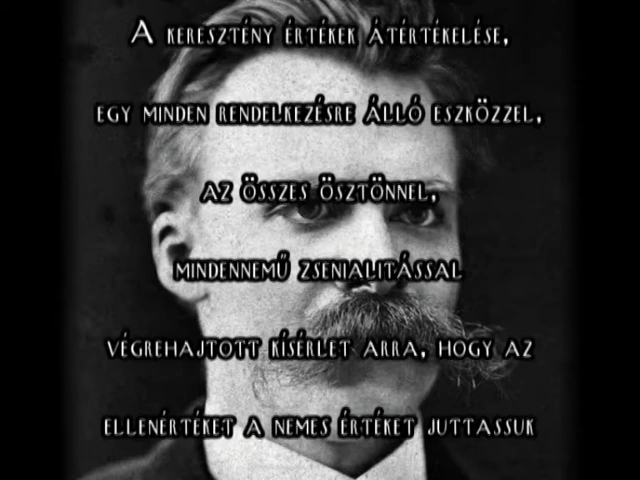 A KERESZTÉNY ÉRTÉKEK ÁTÉRTÉKELÉSE,
EGY MINDEN RENDELKEZÉSRE ÁLLÓ ESZKÖZZEL,
AZ ÖSSZES ÖSZTÖNNEL,
MINDENNEMŰ ZSENIALITÁSSAL
VÉGREHAJTOTT KÍSÉRLET ARRA, HOGY AZ
ELLENÉRTÉKET A NEMES ÉRTÉKET JUTTASSUK